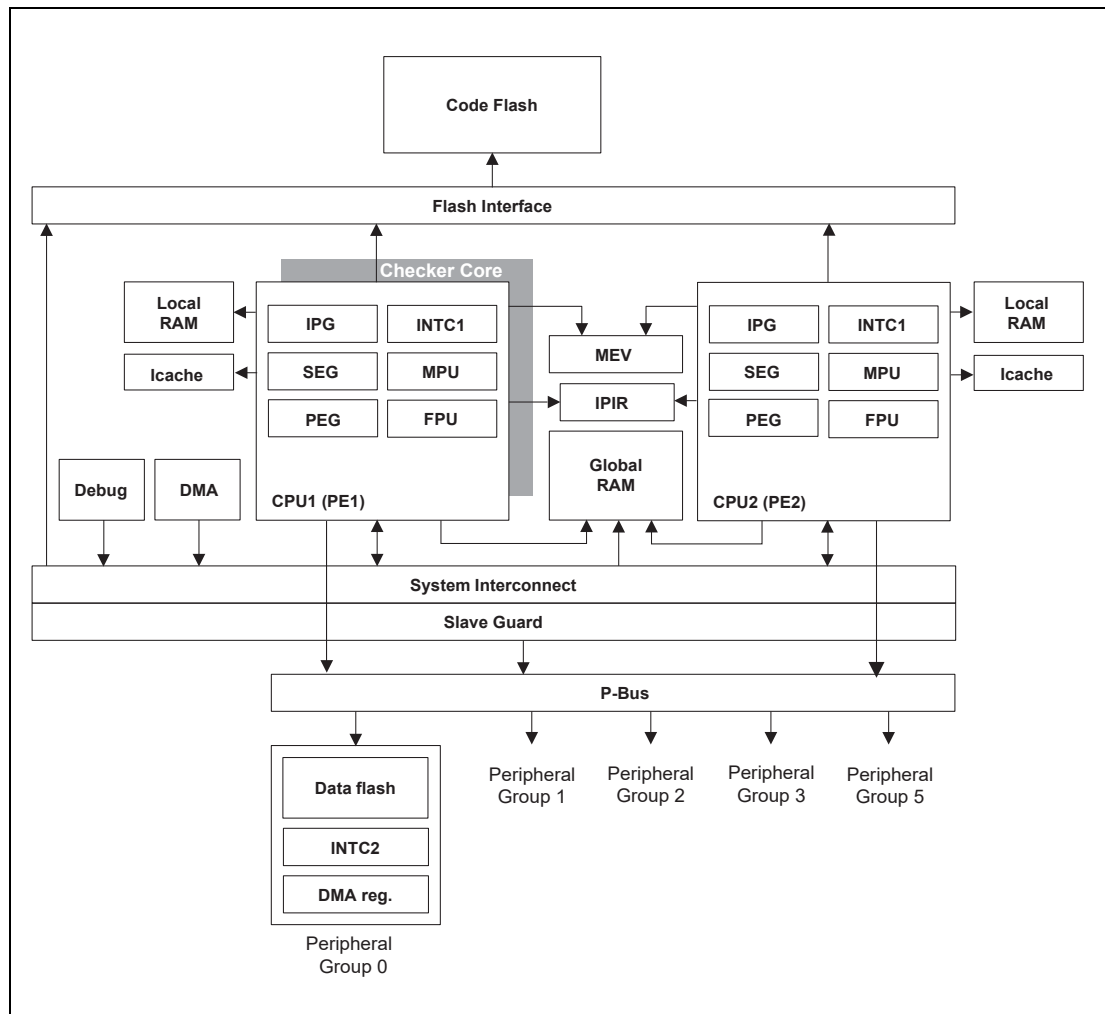 Code Flash
Flash Interface
Checker Core
Local
RAM
Icache
IPG
INTC1
SEG
MPU
PEG
FPU
CPU1 (PE1)
MEV
IPIR
Global
RAM
IPG
INTC1
SEG
MPU
PEG
FPU
CPU2 (PE2)
Local
RAM
Icache
Debug
DMA
System Interconnect
Slave Guard
P-Bus
Data flash
INTC2
DMA reg.
Peripheral
Group 0
Peripheral
Group 1
Peripheral
Group 2
Peripheral
Group 3
Peripheral
Group 5